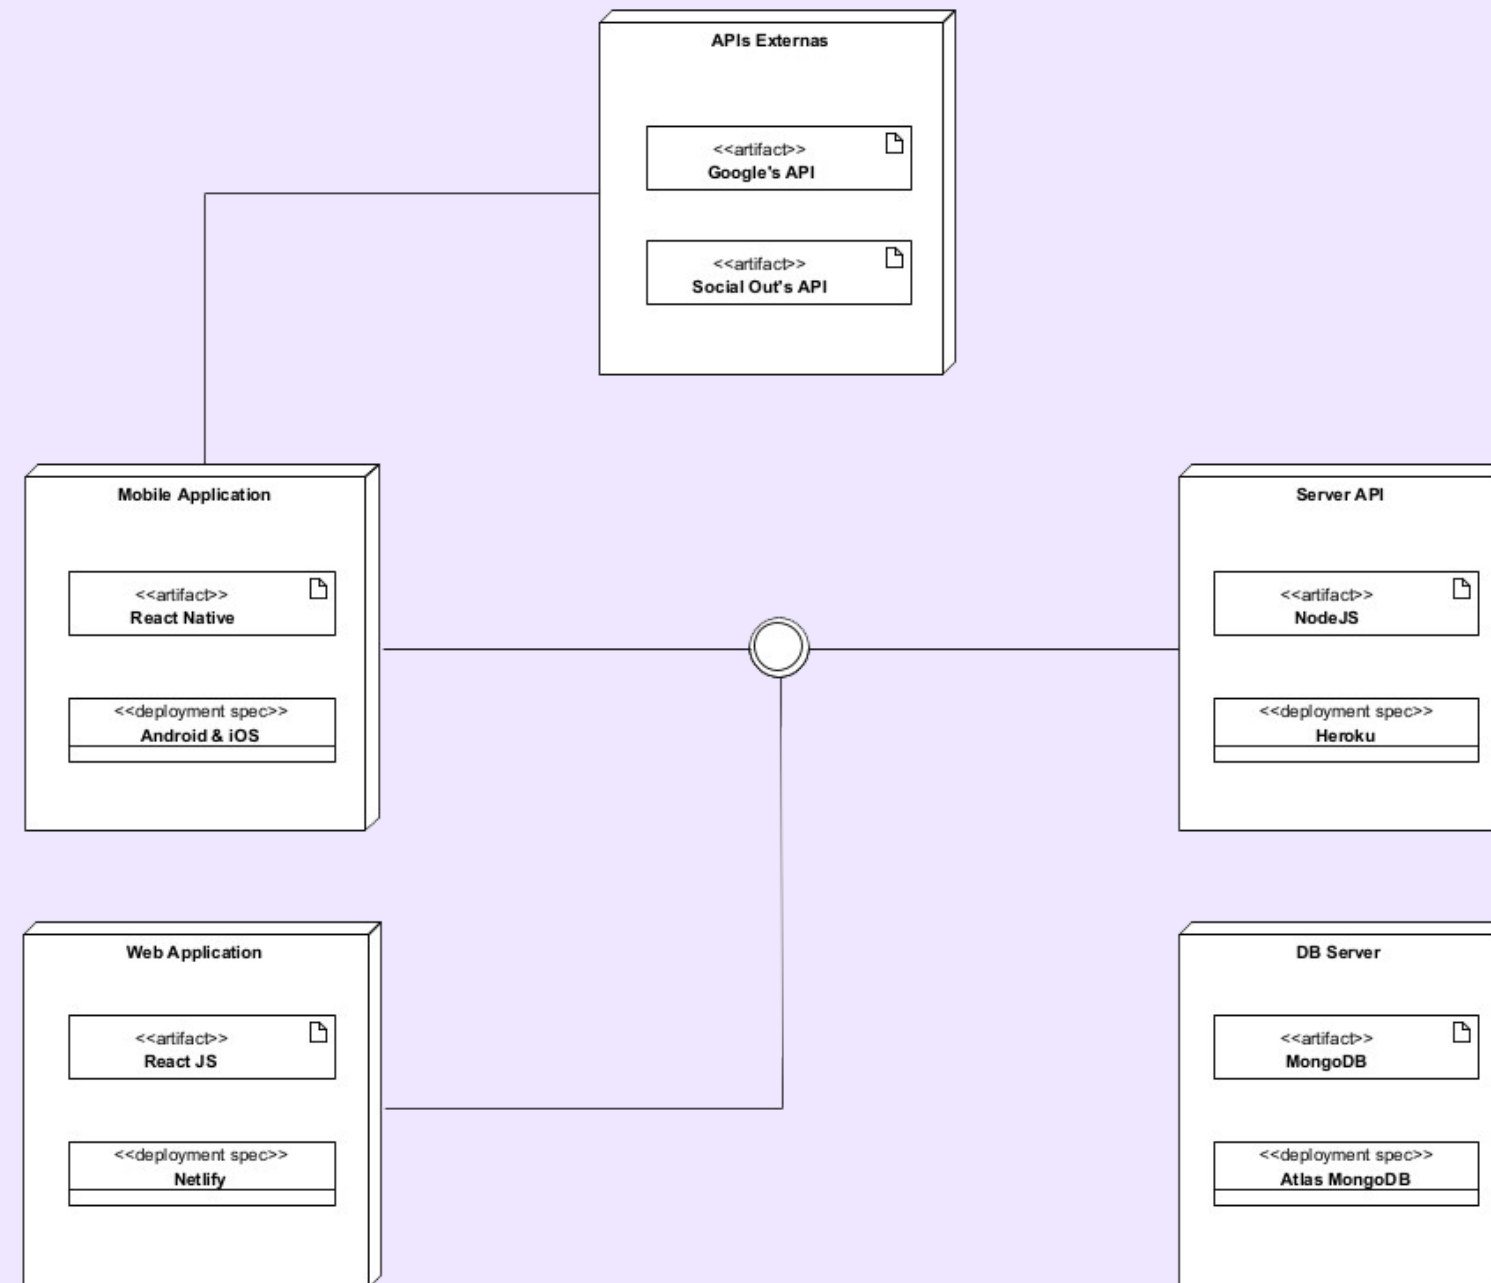 APIs Externas
<<artifact>>
Google's API
<<artifact>>
Social Out's API
Mobile Application
<<artifact>>
React Native
<<deployment spec>>
Android & iOS
Server API
<<artifact>>
NodeJS
<<deployment spec>>
Heroku
Web Application
<<artifact>>
React JS
<<deployment spec>>
Netlify
DB Server
<<artifact>>
MongoDB
<<deployment spec>>
Atlas MongoDB